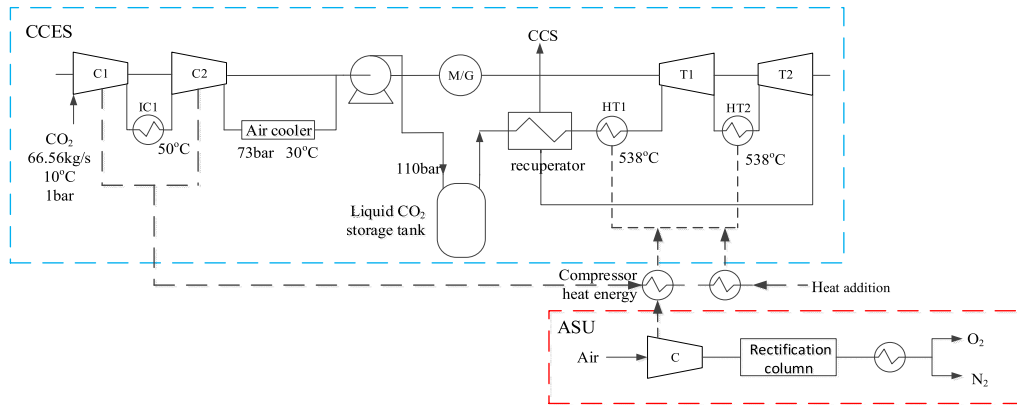 CCES
CCS
C1
C2
M/G
T1
T2
IC1
HT1
HT2
Air cooler
CO₂
66.56kg/s
10°C
1bar
50°C
73bar 30°C
110bar
recuperator
538°C
538°C
Liquid CO₂
storage tank
Compressor
heat energy
Heat addition
ASU
Air
C
Rectification
column
O₂
N₂